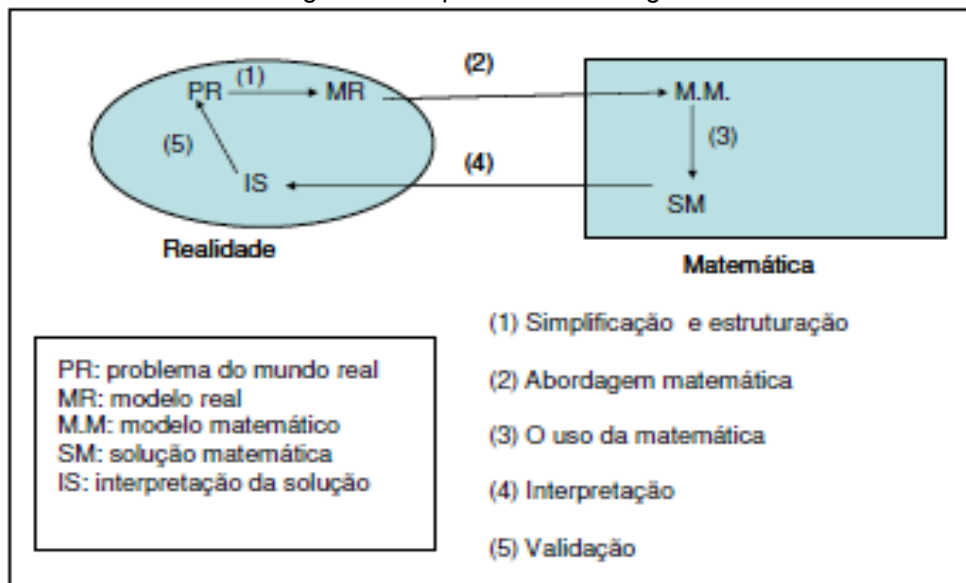 (2)
PR (1) MR
M.M.
(5)
(3)
(4)
IS
SM
Realidade
Matemática
PR: problema do mundo real
MR: modelo real
M.M: modelo matemático
SM: solução matemática
IS: interpretação da solução
(1) Simplificação e estruturação
(2) Abordagem matemática
(3) O uso da matemática
(4) Interpretação
(5) Validação